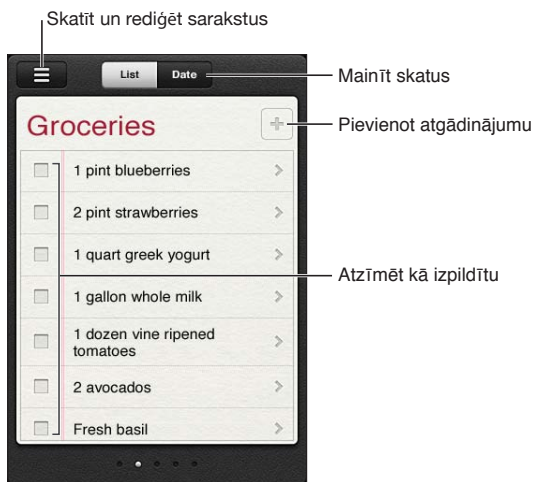 Skatīt un rediģēt sarakstus
List Date
Mainīt skatus
Groceries
Pievienot atgādinājumu
1 pint blueberries
2 pint strawberries
1 quart greek yogurt
Atzīmēt kā izpildītu
1 gallon whole milk
1 dozen vine ripened
tomatoes
2 avocados
Fresh basil